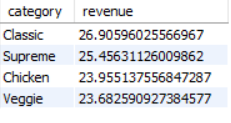 category revenue
Classic 26.90596025566967
Supreme 25.45631126009862
Chicken 23.955137556847287
Veggie 23.682590927384577